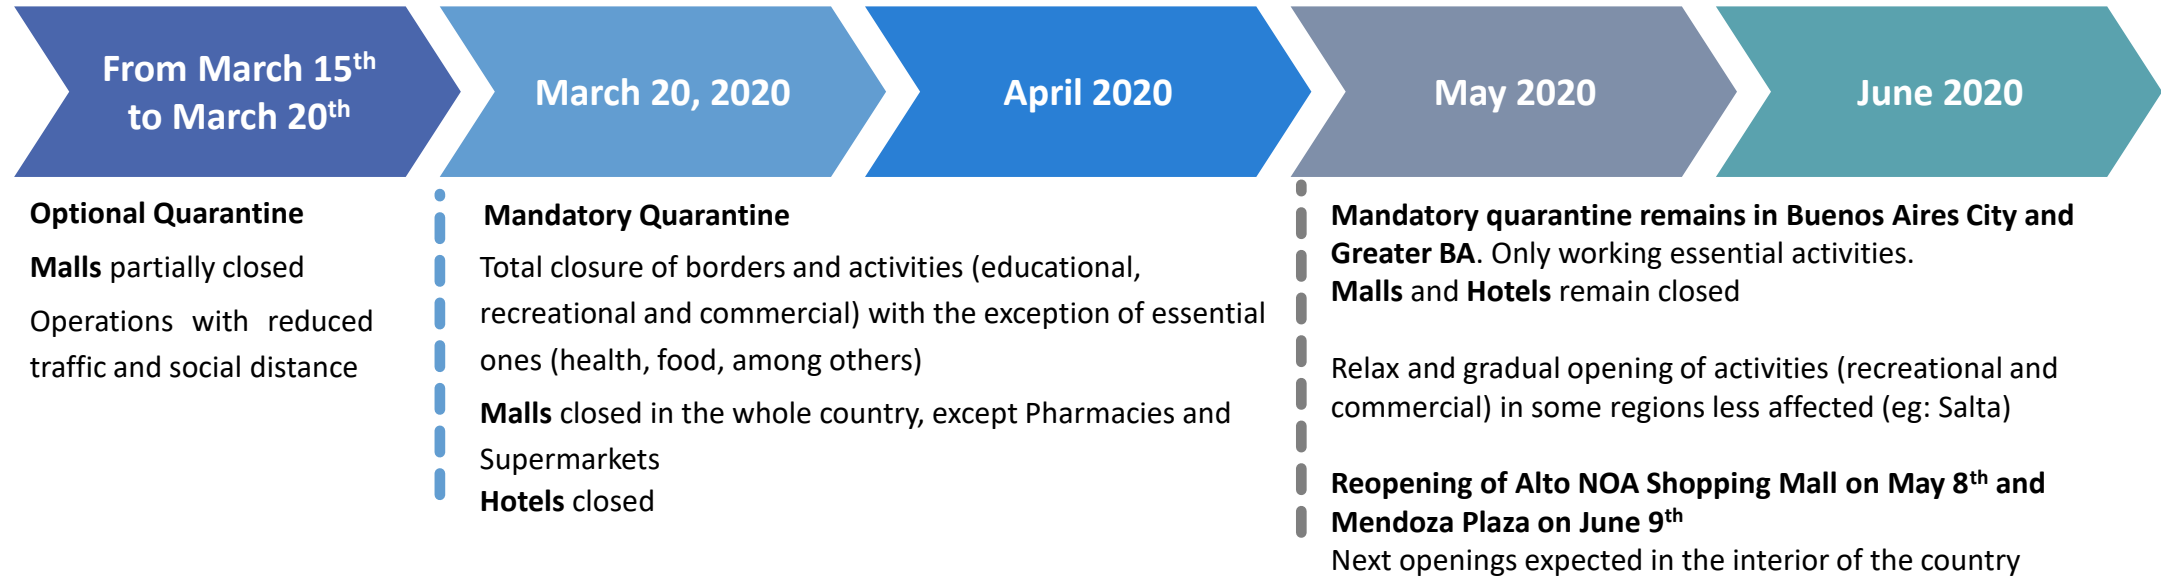 From March 15th
to March 20th
March 20, 2020
April 2020
May 2020
June 2020
Optional Quarantine
Malls partially closed
Operations with reduced
traffic and social distance
Mandatory Quarantine
Total closure of borders and activities (educational,
recreational and commercial) with the exception of essential
ones (health, food, among others)
Malls closed in the whole country, except Pharmacies and
Supermarkets
Hotels closed
Mandatory quarantine remains in Buenos Aires City and
Greater BA. Only working essential activities.
Malls and Hotels remain closed
Relax and gradual opening of activities (recreational and
commercial) in some regions less affected (eg: Salta)
Reopening of Alto NOA Shopping Mall on May 8th and
Mendoza Plaza on June 9th
Next openings expected in the interior of the country